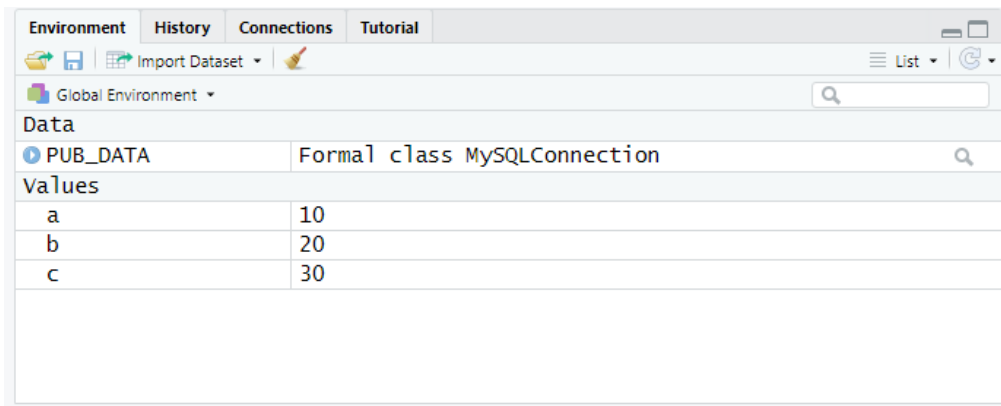 Environment History Connections Tutorial
Import Dataset List
Global Environment
Data
PUB_DATA Formal class MySQLConnection
Values
a 10
b 20
c 30